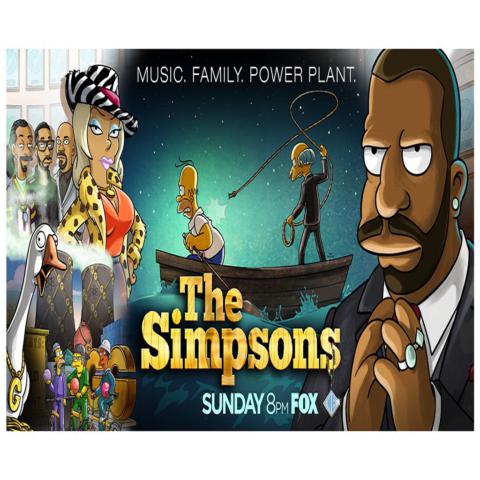 MUSIC. FAMILY. POWER PLANT.
The
Simpsons
SUNDAY 8PM FOX
G